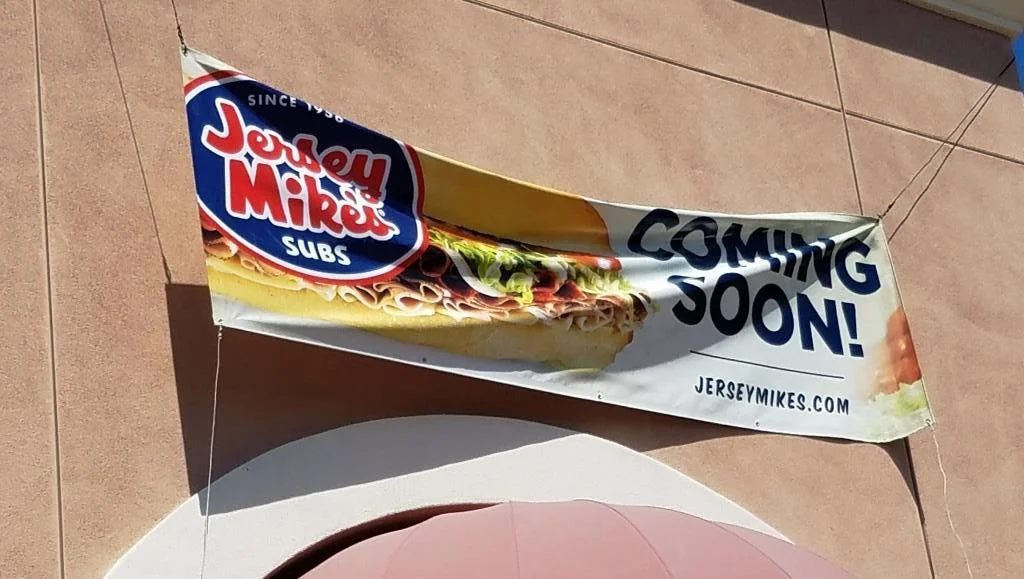 SINCE 1956
Jersey
Mike's
SUBS
COMING
SOON!
JERSEYMIKES.COM